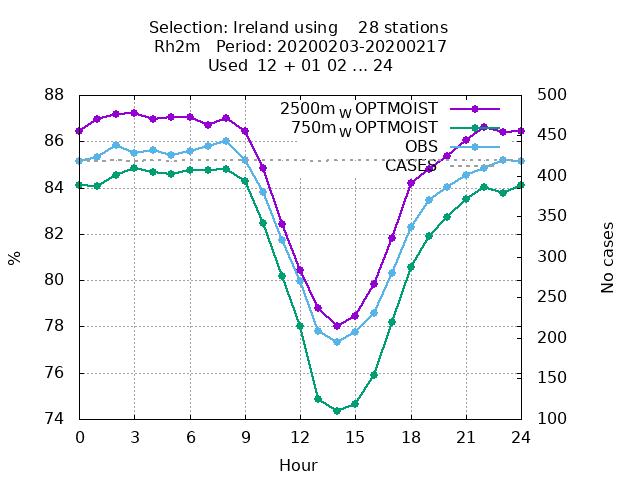 Selection: Ireland using 28 stations
Rh2m Period: 20200203-20200217
Used 12 + 01 02 ... 24
88 500
2500m W OPTMOIST
750m W OPTMOIST
86 450
OBS
CASES
84 400
350
82
300
% No cases
80
250
78 200
76 150
74 100
0 3 6 9 12 15 18 21 24
Hour